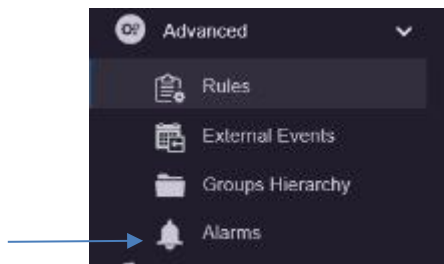 Advanced
Rules
External Events
Groups Hierarchy
Alarms